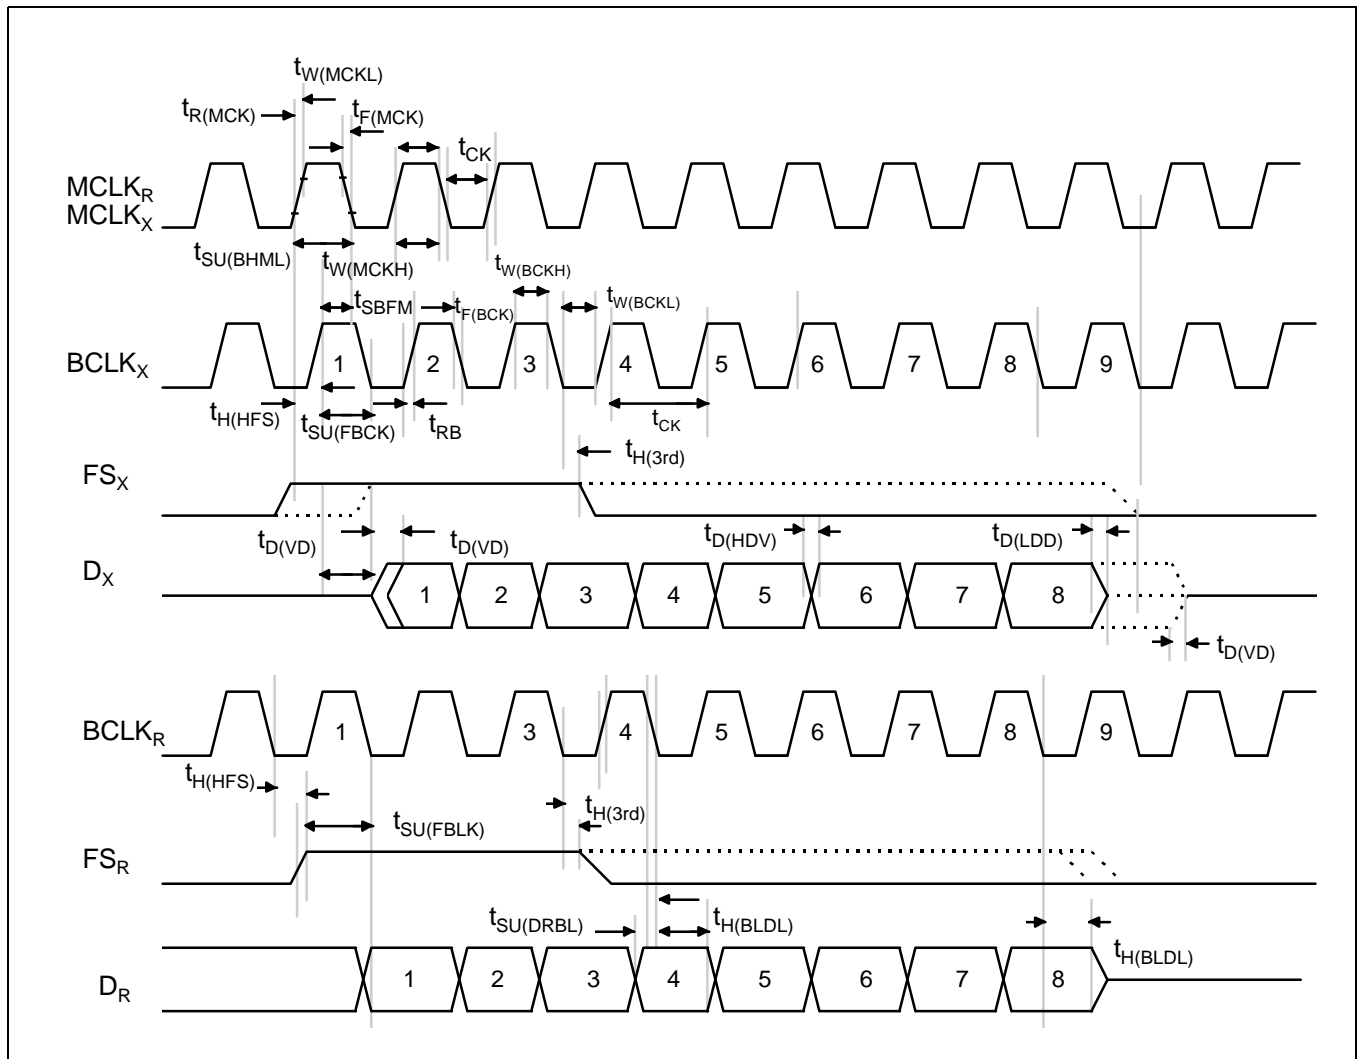 tW(MCKL)
tR(MCK)
tF(MCK)
tCK
MCLKR
MCLKX
tSU(BHML)
tW(MCKH)
tW(BCKH)
tSBFM
tF(BCK)
tW(BCKL)
BCLKX
1 2 3 4 5 6 7 8 9
tH(HFS)
tSU(FBCK)
tRB
tCK
tH(3rd)
FSX
tD(VD)
tD(VD)
tD(HDV)
tD(LDD)
DX
1 2 3 4 5 6 7 8
tD(VD)
BCLKR
1 3 4 5 6 7 8 9
tH(HFS)
tH(3rd)
tSU(FBLK)
FSR
tSU(DRBL)
tH(BLDL)
tH(BLDL)
DR
1 2 3 4 5 6 7 8